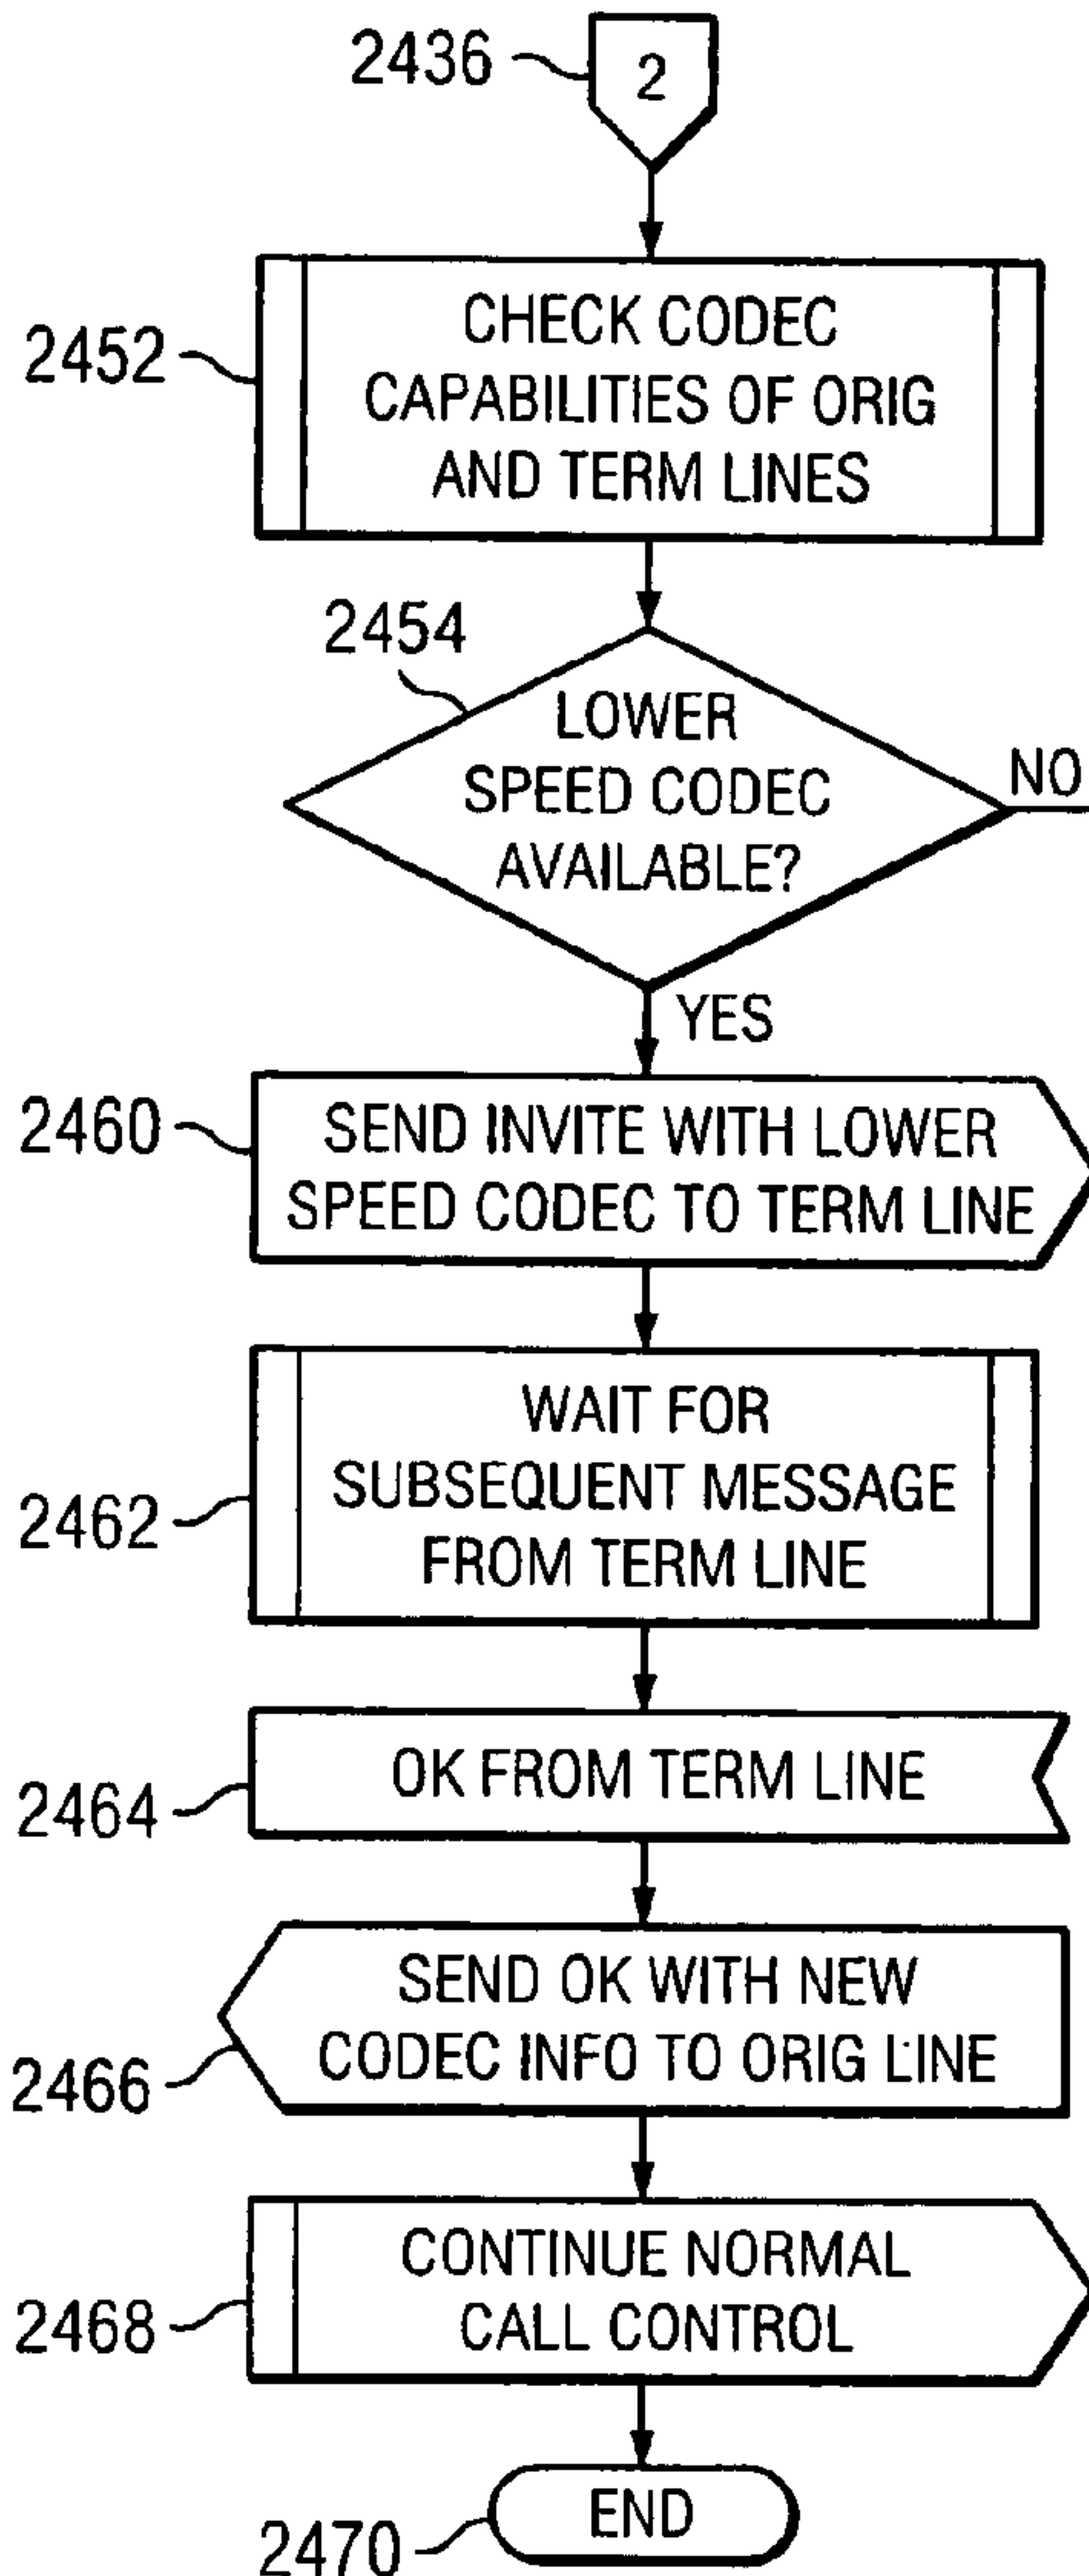 2436
2
2452
CHECK CODEC
CAPABILITIES OF ORIG
AND TERM LINES
2454
LOWER
SPEED CODEC
AVAILABLE?
NO
YES
2460
SEND INVITE WITH LOWER
SPEED CODEC TO TERM LINE
2462
WAIT FOR
SUBSEQUENT MESSAGE
FROM TERM LINE
2464
OK FROM TERM LINE
2466
SEND OK WITH NEW
CODEC INFO TO ORIG LINE
2468
CONTINUE NORMAL
CALL CONTROL
2470
END